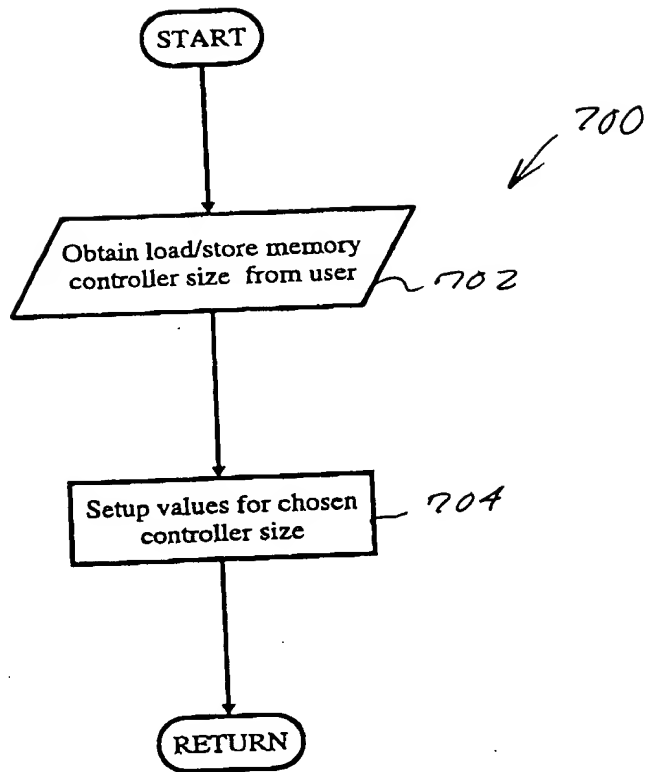 START
700
Obtain load/store memory
controller size from user
702
Setup values for chosen
controller size
704
RETURN